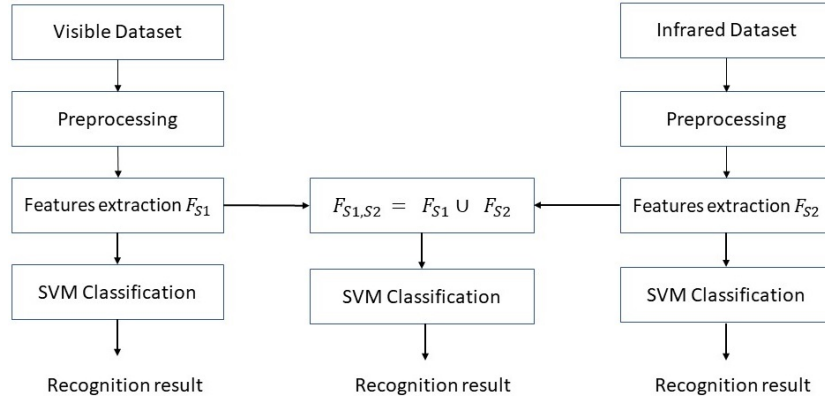 Visible Dataset
Infrared Dataset
Preprocessing
Preprocessing
Features extraction F_{S1}
F_{S1,S2} = F_{S1} ∪ F_{S2}
Features extraction F_{S2}
SVM Classification
SVM Classification
SVM Classification
Recognition result
Recognition result
Recognition result